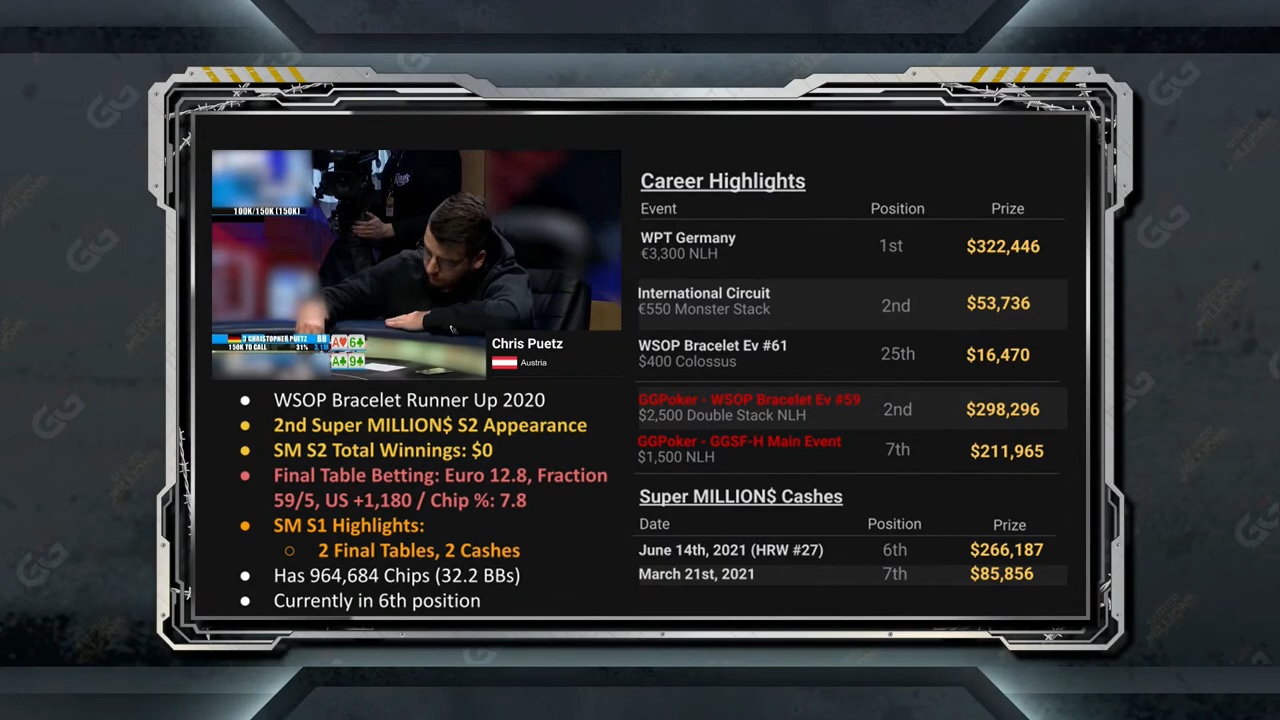 100K/150K (150K)
3 CHRISTOPHER PUETZ BB
150K TO CALL 31%
A♥ 6♣
A♣ 9♣
Chris Puetz
Austria
WSOP Bracelet Runner Up 2020
2nd Super MILLION$ S2 Appearance
SM S2 Total Winnings: $0
Final Table Betting: Euro 12.8, Fraction
59/5, US +1,180 / Chip %: 7.8
SM S1 Highlights:
2 Final Tables, 2 Cashes
Has 964,684 Chips (32.2 BBs)
Currently in 6th position
Career Highlights
Event Position Prize
WPT Germany
€3,300 NLH
1st $322,446
International Circuit
€550 Monster Stack
2nd $53,736
WSOP Bracelet Ev #61
$400 Colossus
25th $16,470
GGPoker - WSOP Bracelet Ev #59
$2,500 Double Stack NLH
2nd $298,296
GGPoker - GGSF-H Main Event
$1,500 NLH
7th $211,965
Super MILLION$ Cashes
Date Position Prize
June 14th, 2021 (HRW #27) 6th $266,187
March 21st, 2021 7th $85,856